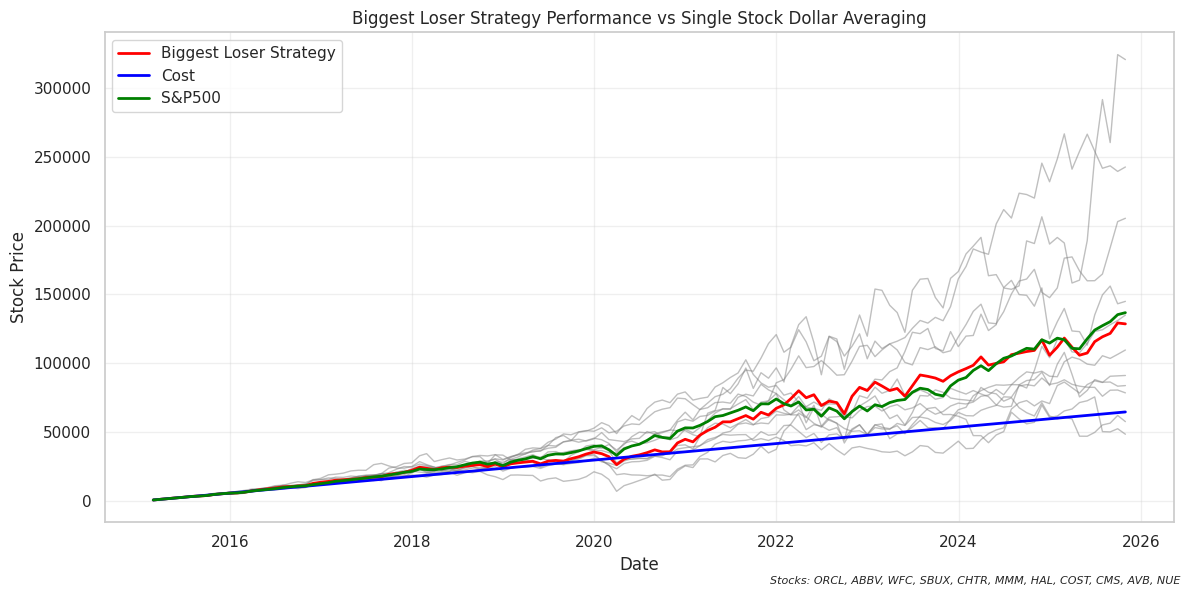 Biggest Loser Strategy Performance vs Single Stock Dollar Averaging
Biggest Loser Strategy
Cost
S&P500
Stock Price
300000
250000
200000
150000
100000
50000
0
2016
2018
2020
2022
2024
2026
Date
Stocks: ORCL, ABBV, WFC, SBUX, CHTR, MMM, HAL, COST, CMS, AVB, NUE